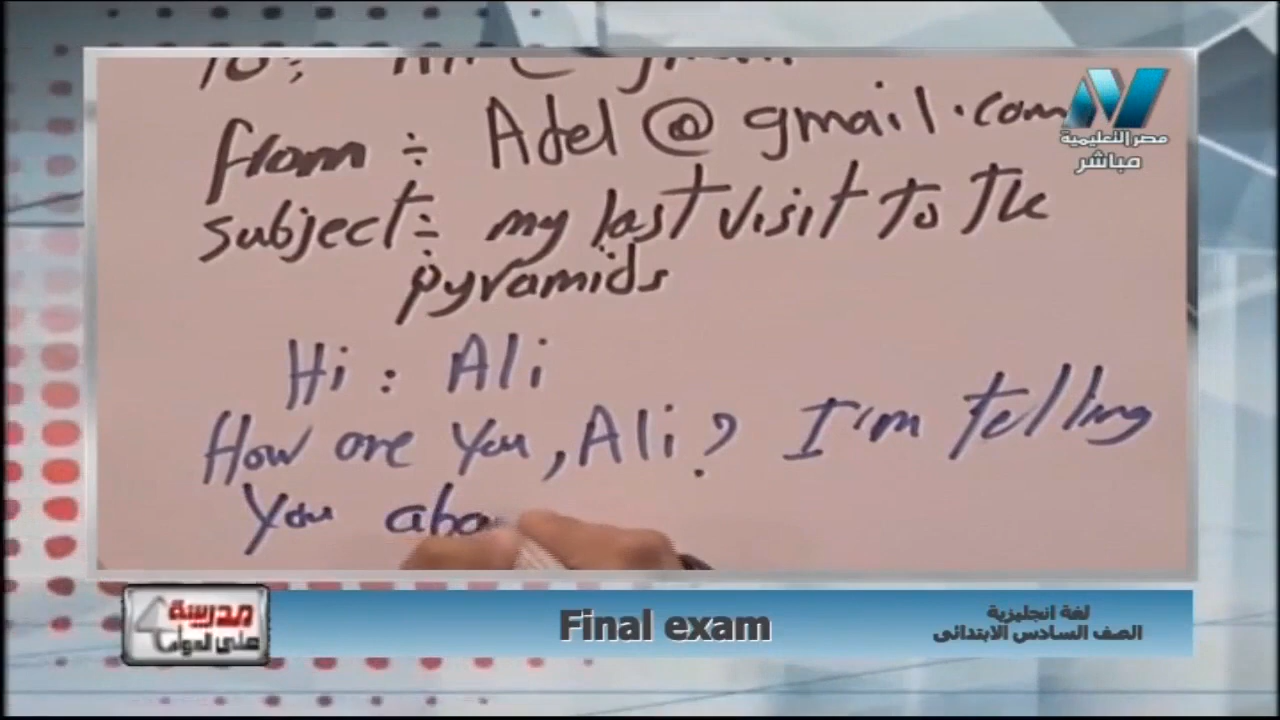 from ÷ Adel @ gmail.com
subject ÷ my last visit to the
pyramids
Hi : Ali
How are you, Ali? I'm telling
you abo
مصر التعليمية
مباشر
مدرسة
على الهواء
Final exam
لغة انجليزية
الصف السادس الابتدائى